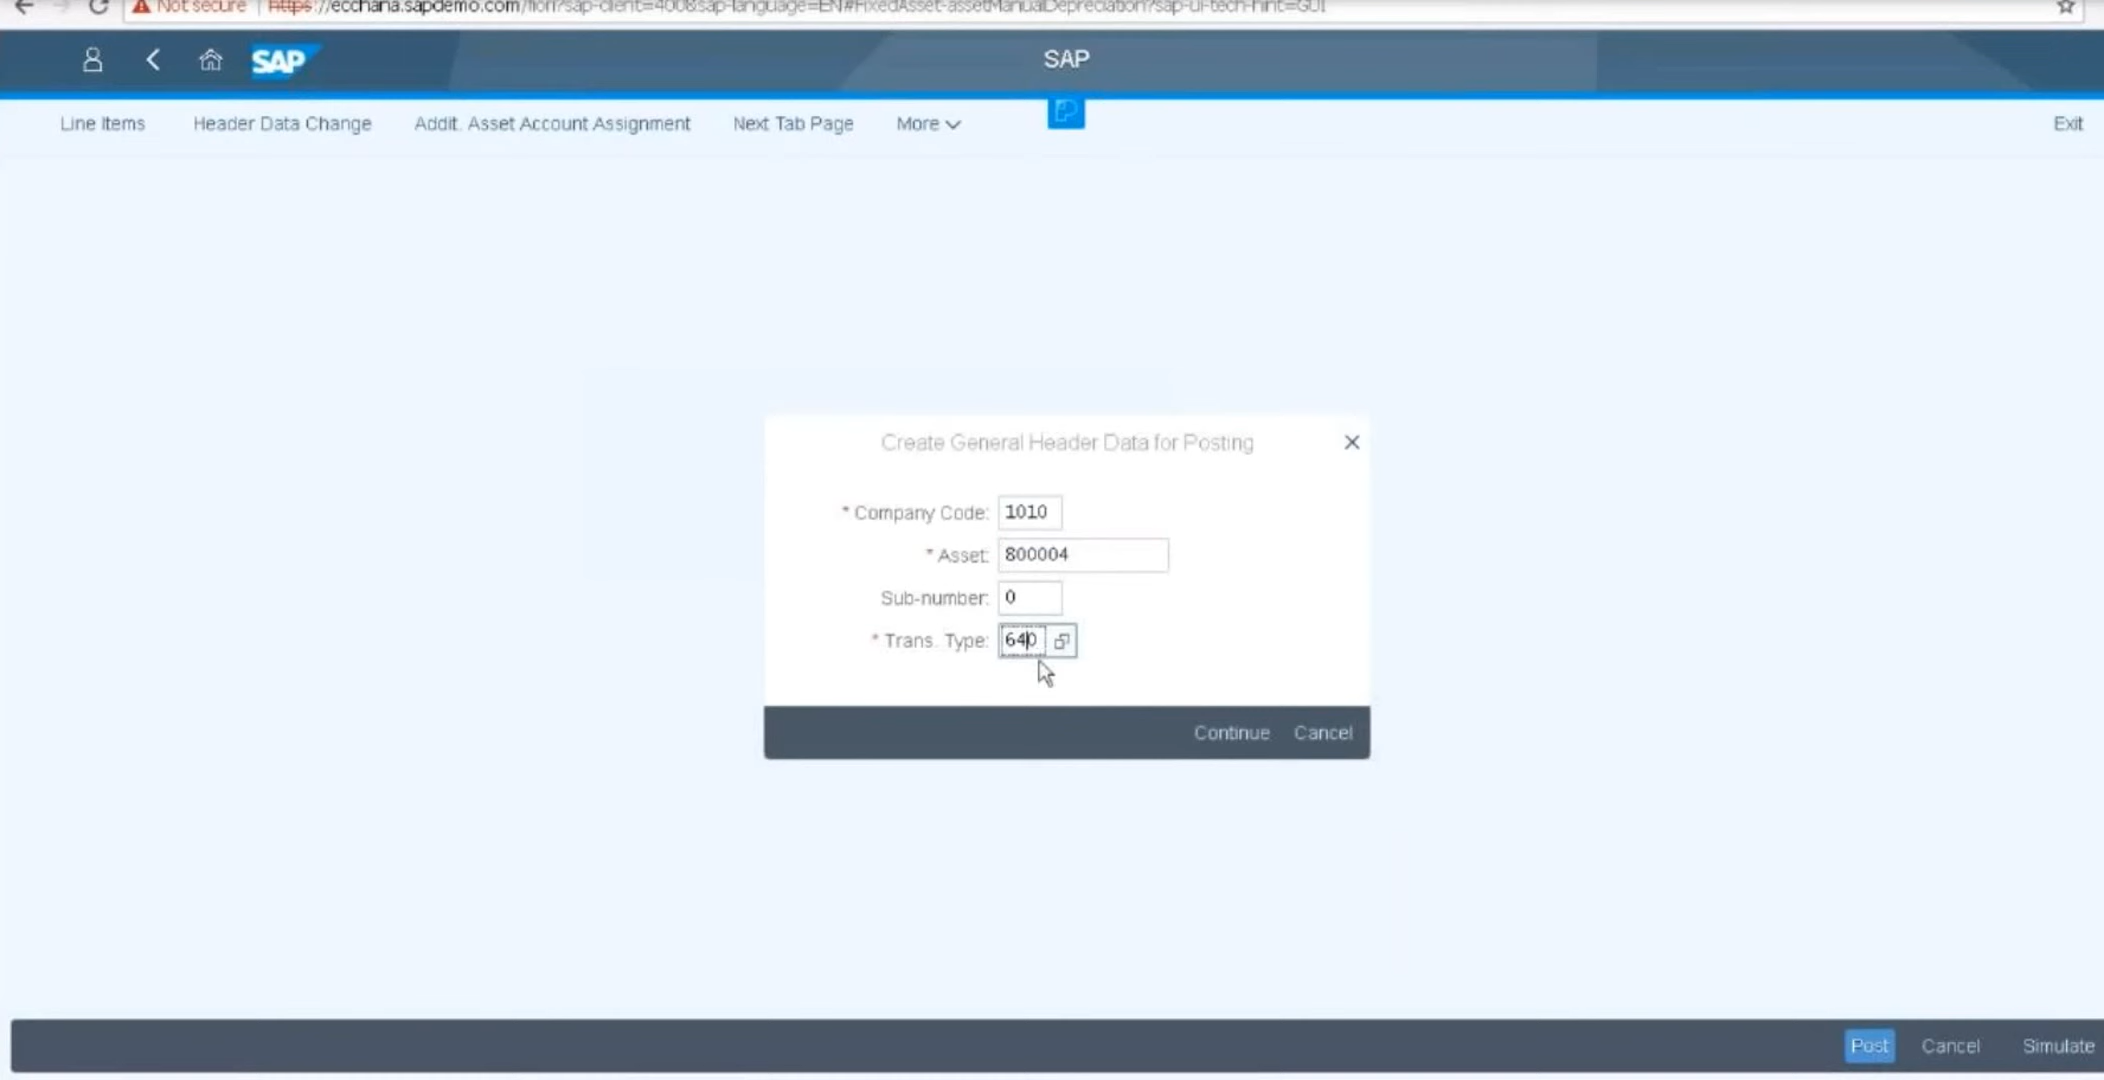 Not secure | https://ecchana.sapdemo.com/fiori?sap-client=400&sap-language=EN#FixedAsset-assetManualDepreciation?sap-ui-tech-hint=GUI
SAP SAP
Line Items Header Data Change Addit. Asset Account Assignment Next Tab Page More Exit
Create General Header Data for Posting
* Company Code: 1010
* Asset: 800004
Sub-number: 0
* Trans. Type: 640
Continue Cancel
Post Cancel Simulate